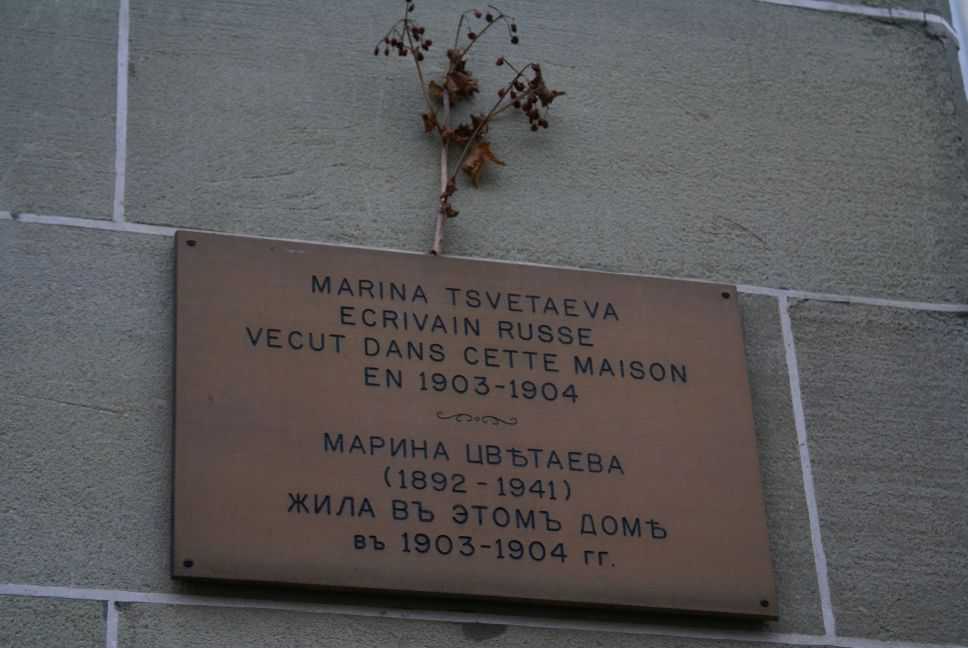 MARINA TSVETAEVA
ECRIVAIN RUSSE
VECUT DANS CETTE MAISON
EN 1903-1904
МАРИНА ЦВѢТАЕВА
(1892-1941)
ЖИЛА ВЪ ЭТОМЪ ДОМѢ
въ 1903-1904 гг.